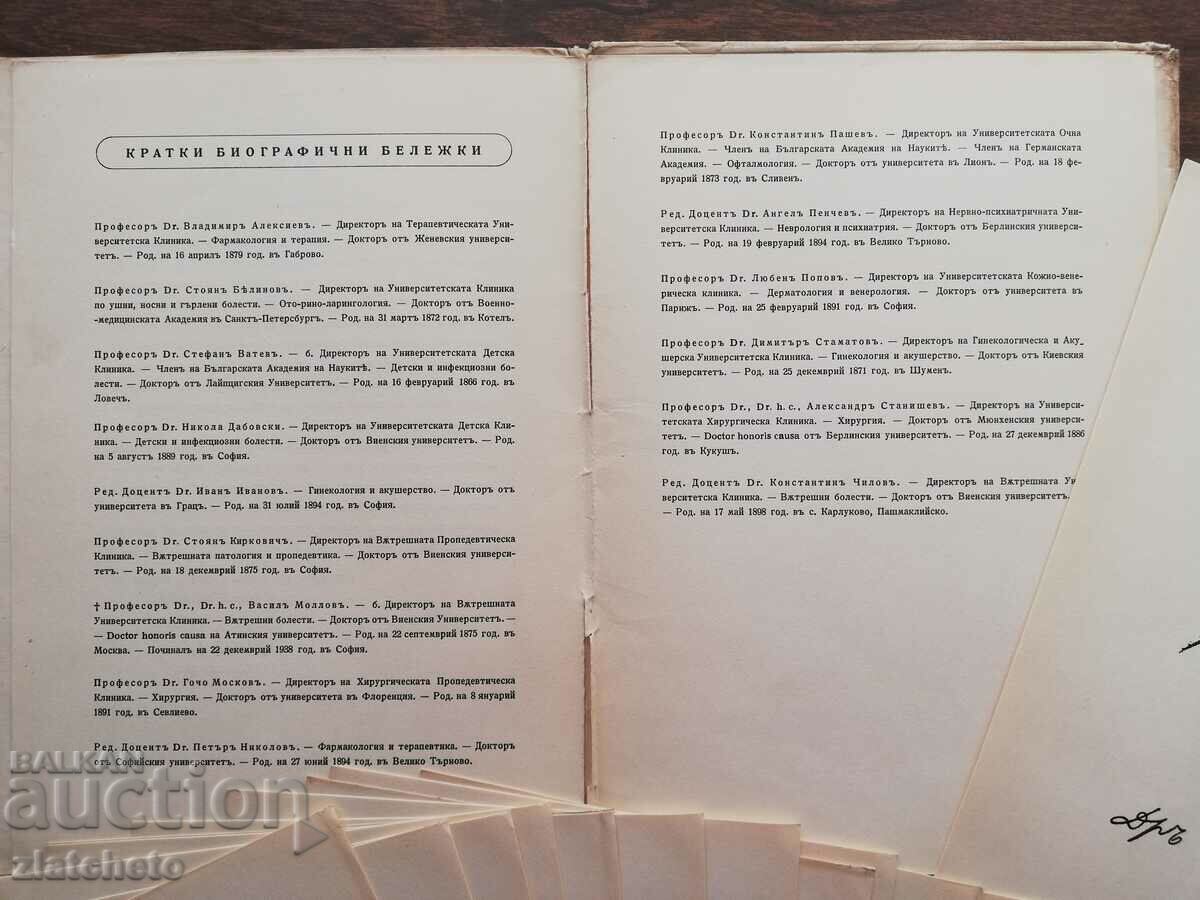 КРАТКИ БИОГРАФИЧНИ БЕЛЕЖКИ
Професоръ Dr. Владимиръ Алексиевъ. — Директоръ на Терапевтическата Уни-
верситетска Клиника. — Фармакология и терапия. — Докторъ отъ Женевския универси-
тетъ. — Род. на 16 априлъ 1879 год. въ Габрово.
Професоръ Dr. Стоянъ Бѣлиновъ. — Директоръ на Университетската Клиника
по ушни, носни и гърлени болести. — Ото-рино-ларингология. — Докторъ отъ Военно-
-медицинската Академия въ Санктъ-Петербургъ. — Род. на 31 мартъ 1872 год. въ Котелъ.
Професоръ Dr. Стефанъ Ватевъ. — б. Директоръ на Университетската Детска
Клиника. — Членъ на Българската Академия на Наукитѣ. — Детски и инфекциозни бо-
лести. — Докторъ отъ Лайпцигския Университетъ. — Род. на 16 февруарий 1866 год. въ
Ловечъ.
Професоръ Dr. Никола Дабовски. — Директоръ на Университетската Детска Кли-
ника. — Детски и инфекциозни болести. — Докторъ отъ Виенския университетъ. — Род.
на 5 августъ 1889 год. въ София.
Ред. Доцентъ Dr. Иванъ Ивановъ. — Гинекология и акушерство. — Докторъ отъ
университета въ Грацъ. — Род. на 31 юлий 1894 год. въ София.
Професоръ Dr. Стоянъ Кирковичъ. — Директоръ на Вѫтрешната Пропедевтическа
Клиника. — Вѫтрешната патология и пропедевтика. — Докторъ отъ Виенския универси-
тетъ. — Род. на 18 декемврий 1875 год. въ София.
† Професоръ Dr., Dr. h. c., Василъ Молловъ. — б. Директоръ на Вѫтрешната
Университетска Клиника. — Вѫтрешни болести. — Докторъ отъ Виенския Университетъ. —
— Doctor honoris causa на Атинския университетъ. — Род. на 22 септемврий 1875 год. въ
Москва. — Починалъ на 22 декемврий 1938 год. въ София.
Професоръ Dr. Гочо Московъ. — Директоръ на Хирургическата Пропедевтическа
Клиника. — Хирургия. — Докторъ отъ университета въ Флоренция. — Род. на 8 януарий
1891 год. въ Севлиево.
Ред. Доцентъ Dr. Петъръ Николовъ. — Фармакология и терапевтика. — Докторъ
отъ Софийския университетъ. — Род. на 27 юний 1894 год. въ Велико Търново.
Професоръ Dr. Константинъ Пашевъ. — Директоръ на Университетската Очна
Клиника. — Членъ на Българската Академия на Наукитѣ. — Членъ на Германската
Академия. — Офталмология. — Докторъ отъ университета въ Лионъ. — Род. на 18 фе-
вруарий 1873 год. въ Сливенъ.
Ред. Доцентъ Dr. Ангелъ Пенчевъ. — Директоръ на Нервно-психиатричната Уни-
верситетска Клиника. — Неврология и психиатрия. — Докторъ отъ Берлинския универси-
тетъ. — Род. на 19 февруарий 1894 год. въ Велико Търново.
Професоръ Dr. Любенъ Поповъ. — Директоръ на Университетската Кожно-вене-
рическа клиника. — Дерматология и венерология. — Докторъ отъ университета въ
Парижъ. — Род. на 25 февруарий 1891 год. въ София.
Професоръ Dr. Димитъръ Стаматовъ. — Директоръ на Гинекологическа и Аку-
шерска Университетска Клиника. — Гинекология и акушерство. — Докторъ отъ Киевския
университетъ. — Род. на 25 декемврий 1871 год. въ Шуменъ.
Професоръ Dr., Dr. h. c., Александръ Станишевъ. — Директоръ на Универси-
тетската Хирургическа Клиника. — Хирургия. — Докторъ отъ Мюнхенския универси-
тетъ. — Doctor honoris causa отъ Берлинския университетъ. — Род. на 27 декемврий 1886
год. въ Кукушъ.
Ред. Доцентъ Dr. Константинъ Чиловъ. — Директоръ на Вѫтрешната Уни-
верситетска Клиника. — Вѫтрешни болести. — Докторъ отъ Виенския университетъ.
— Род. на 17 май 1898 год. въ с. Карлуково, Пашмаклийско.
Дръ
BALKAN
auction
zlatcheto